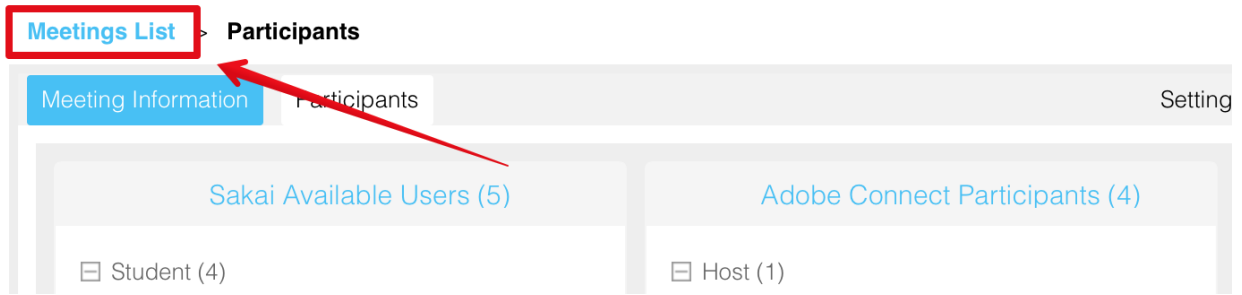 Meetings List > Participants
Meeting Information Participants Setting
Sakai Available Users (5) Adobe Connect Participants (4)
Student (4) Host (1)